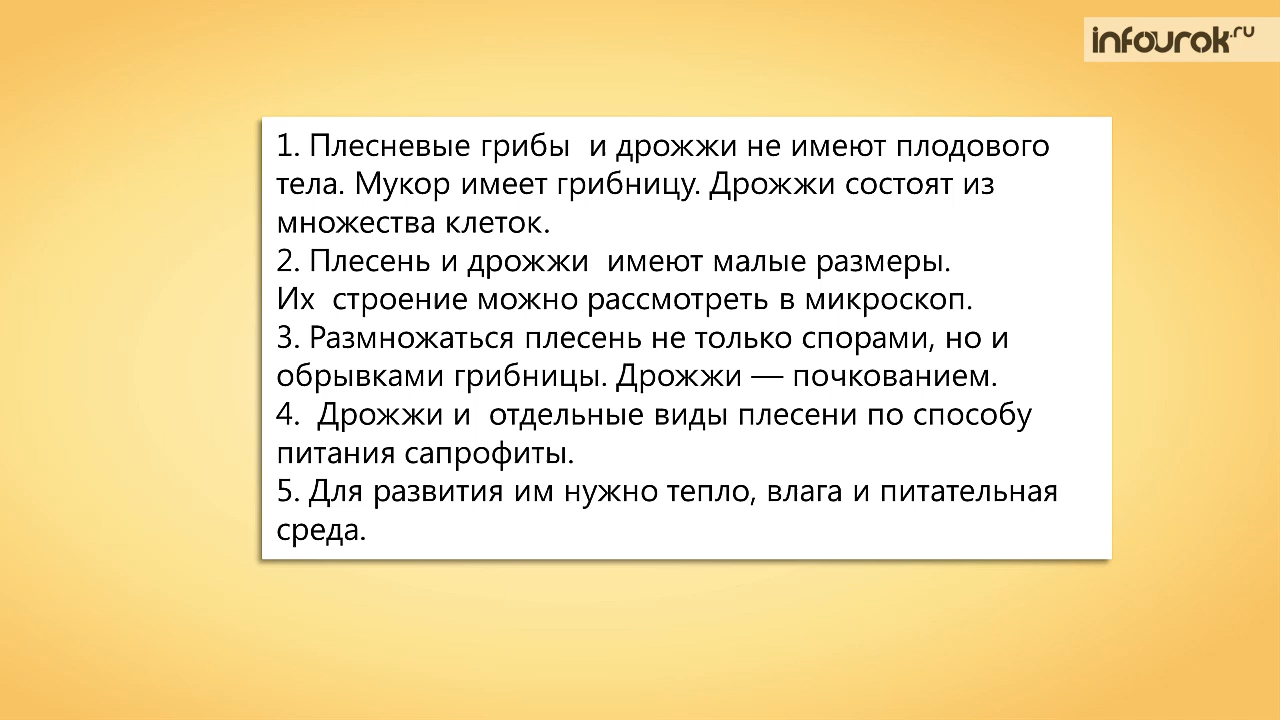 infourok.ru
1. Плесневые грибы и дрожжи не имеют плодового
тела. Мукор имеет грибницу. Дрожжи состоят из
множества клеток.
2. Плесень и дрожжи имеют малые размеры.
Их строение можно рассмотреть в микроскоп.
3. Размножаться плесень не только спорами, но и
обрывками грибницы. Дрожжи — почкованием.
4. Дрожжи и отдельные виды плесени по способу
питания сапрофиты.
5. Для развития им нужно тепло, влага и питательная
среда.